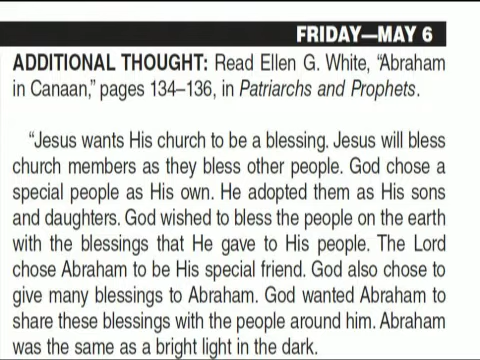 FRIDAY—MAY 6
ADDITIONAL THOUGHT: Read Ellen G. White, “Abraham
in Canaan,” pages 134–136, in Patriarchs and Prophets.
“Jesus wants His church to be a blessing. Jesus will bless
church members as they bless other people. God chose a
special people as His own. He adopted them as His sons
and daughters. God wished to bless the people on the earth
with the blessings that He gave to His people. The Lord
chose Abraham to be His special friend. God also chose to
give many blessings to Abraham. God wanted Abraham to
share these blessings with the people around him. Abraham
was the same as a bright light in the dark.